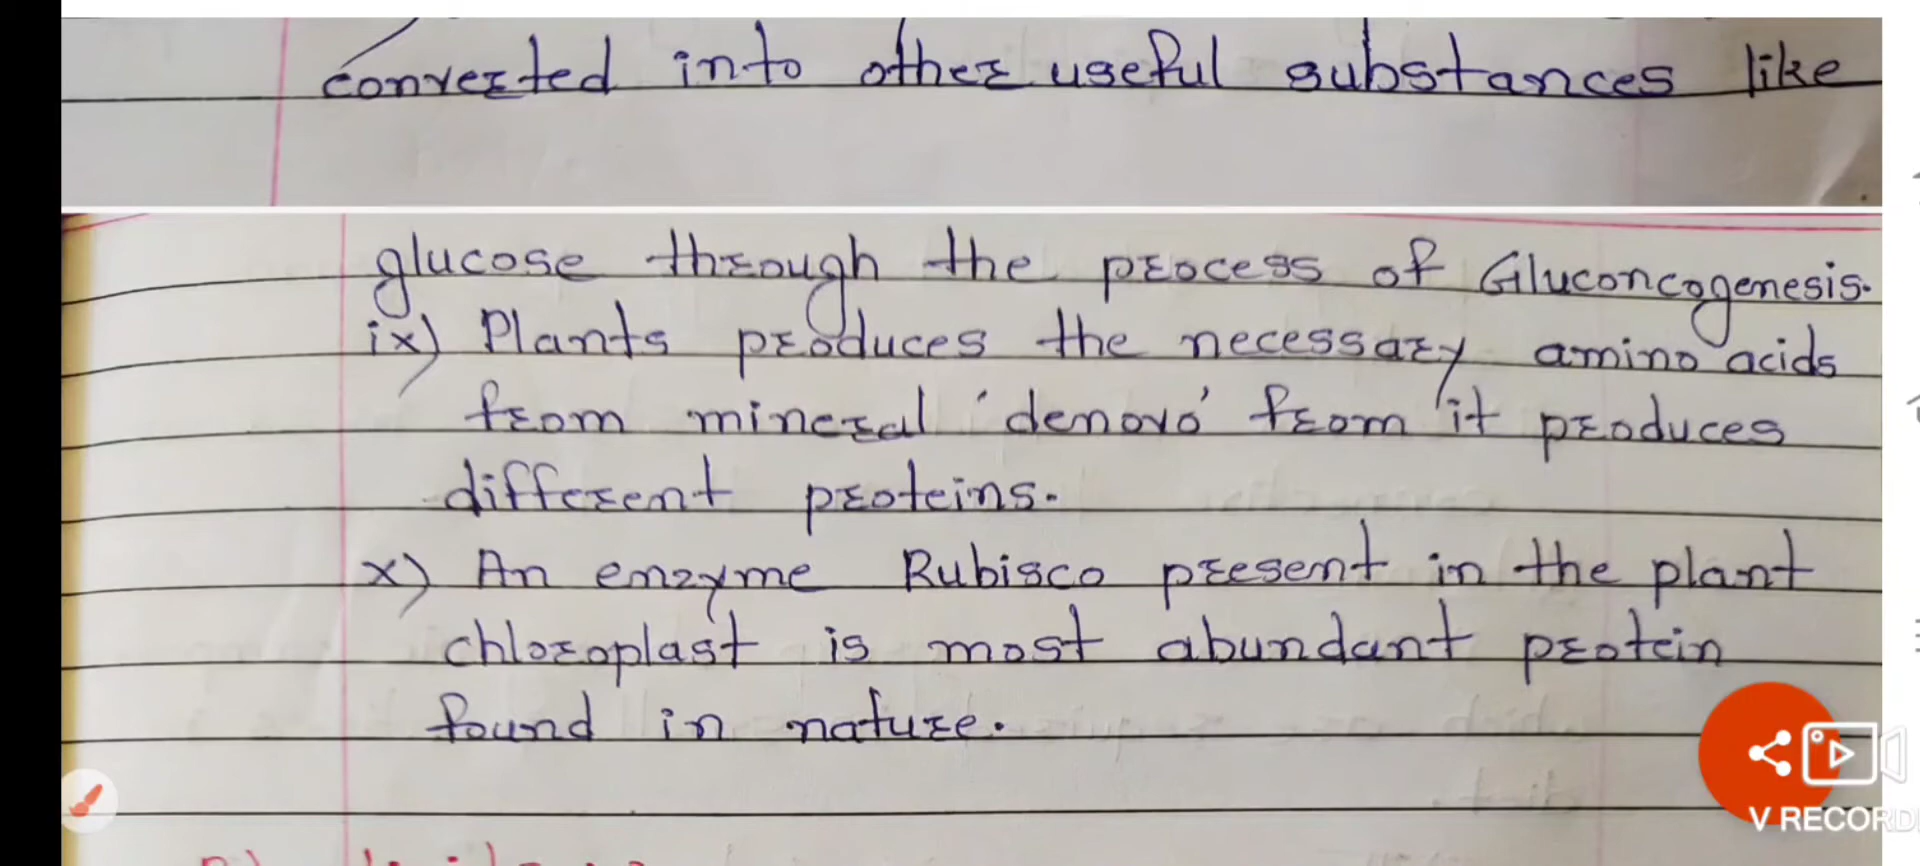 converted into other useful substances like
glucose through the process of Gluconcogenesis.
ix) Plants produces the necessary amino acids
from mineral 'denovo' from it produces
different proteins.
x) An enzyme Rubisco present in the plant
chloroplast is most abundant protein
found in nature.
V RECORD